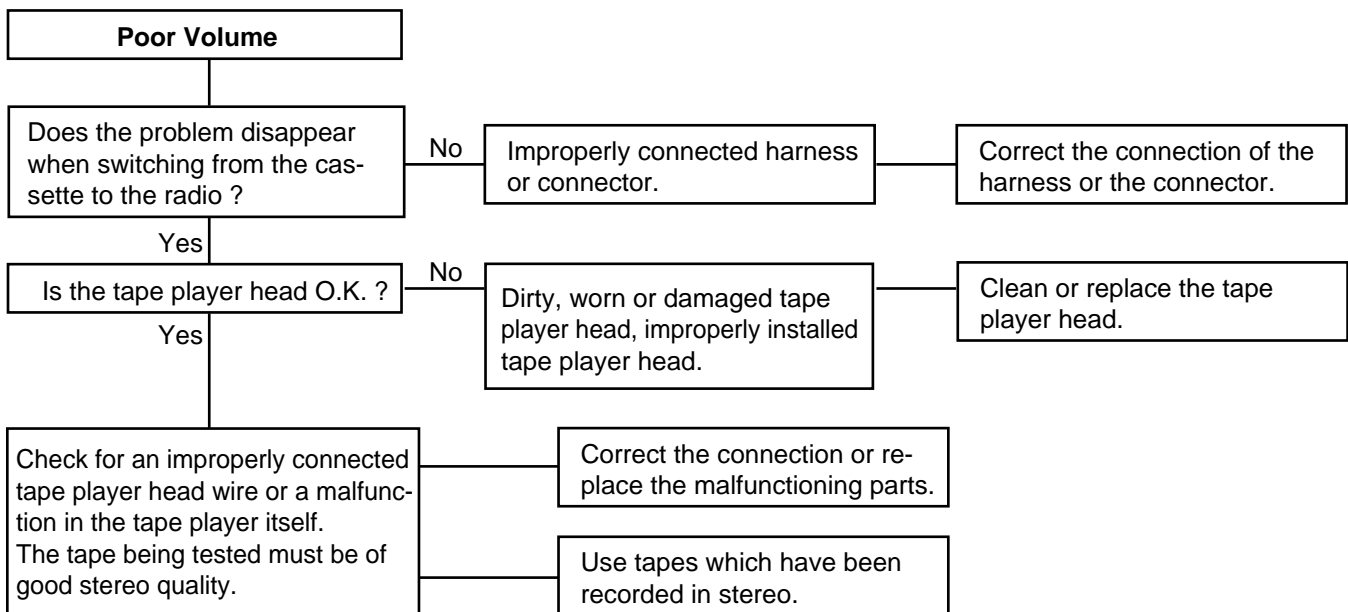 Poor Volume
Does the problem disappear
when switching from the cas-
sette to the radio ?
No
Improperly connected harness
or connector.
Correct the connection of the
harness or the connector.
Yes
Is the tape player head O.K. ?
No
Dirty, worn or damaged tape
player head, improperly installed
tape player head.
Clean or replace the tape
player head.
Yes
Check for an improperly connected
tape player head wire or a malfunc-
tion in the tape player itself.
The tape being tested must be of
good stereo quality.
Correct the connection or re-
place the malfunctioning parts.
Use tapes which have been
recorded in stereo.